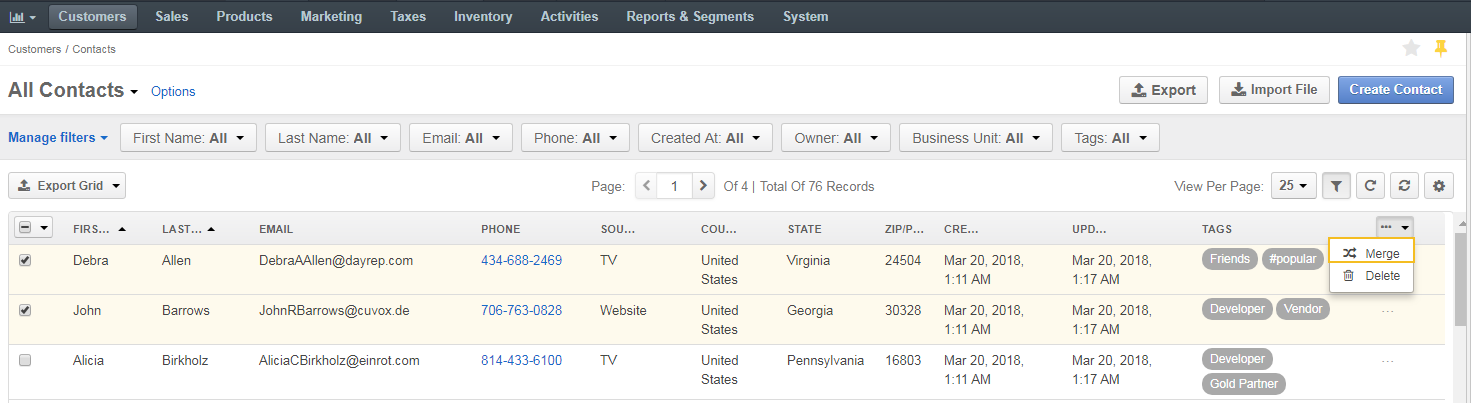 Customers Sales Products Marketing Taxes Inventory Activities Reports & Segments System
Customers / Contacts
All Contacts Options Export Import File Create Contact
Manage filters First Name: All Last Name: All Email: All Phone: All Created At: All Owner: All Business Unit: All Tags: All
Export Grid Page: 1 Of 4 | Total Of 76 Records View Per Page: 25
FIRS... LAST... EMAIL PHONE SOU... COU... STATE ZIP/P... CRE... UPD... TAGS ...
Merge
Delete
Debra Allen DebraAAllen@dayrep.com 434-688-2469 TV United Virginia 24504 Mar 20, 2018, Mar 20, 2018, Friends #popular
States 1:11 AM 1:17 AM
John Barrows JohnRBarrows@cuvox.de 706-763-0828 Website United Georgia 30328 Mar 20, 2018, Mar 20, 2018, Developer Vendor ...
States 1:11 AM 1:17 AM
Alicia Birkholz AliciaCBirkholz@einrot.com 814-433-6100 TV United Pennsylvania 16803 Mar 20, 2018, Mar 20, 2018, Developer ...
States 1:11 AM 1:17 AM Gold Partner